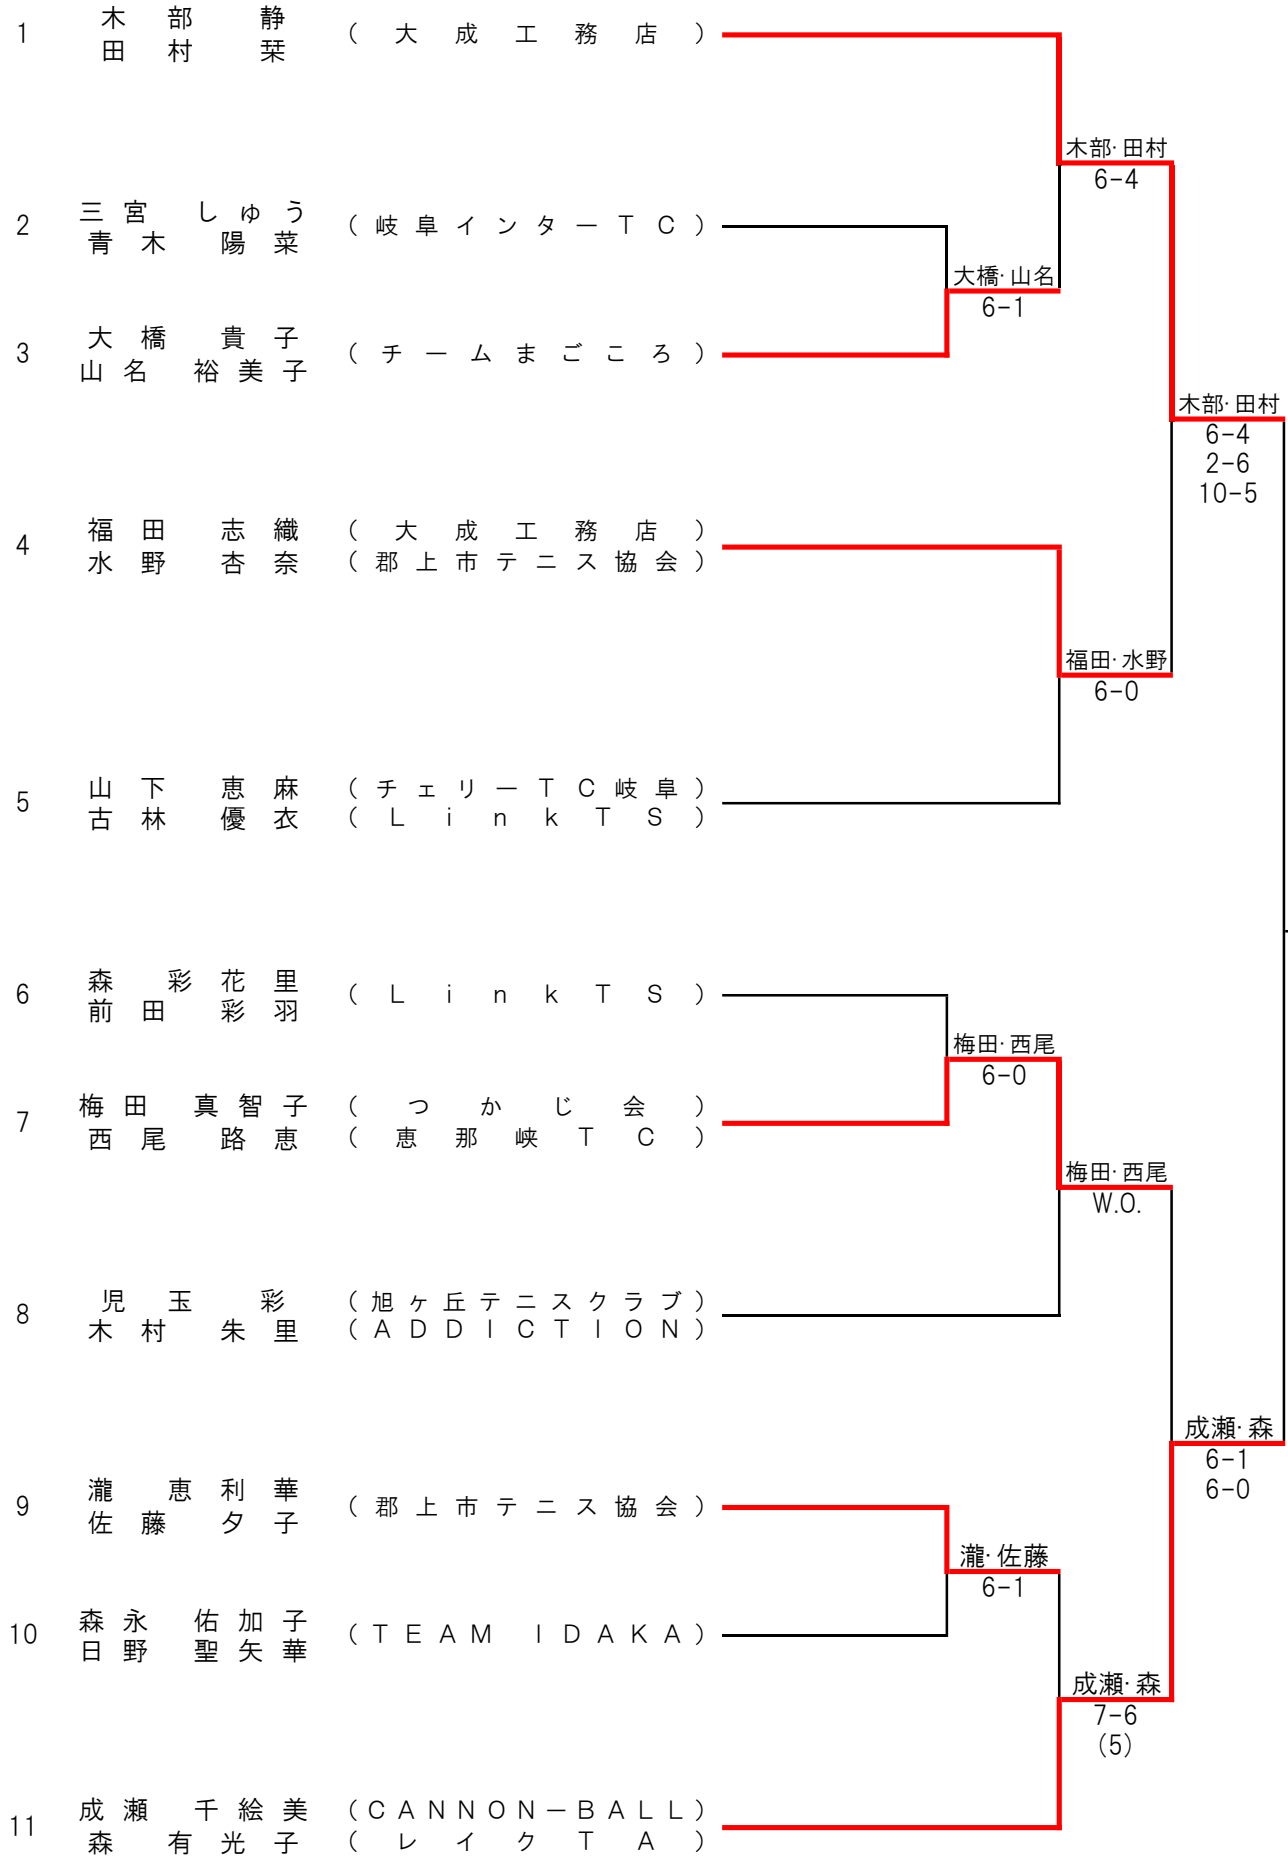 1 木部 静 (大成工務店)
田村 栞
木部･田村
6-4
2 三宮 しゅう (岐阜インターTC)
青木 陽菜
大橋･山名
6-1
3 大橋 貴子 (チームまごころ)
山名 裕美子
木部･田村
6-4
2-6
10-5
4 福田 志織 (大成工務店)
水野 杏奈 (郡上市テニス協会)
福田･水野
6-0
5 山下 恵麻 (チェリーTC岐阜)
古林 優衣 (LinkTS)
6 森 彩花里 (LinkTS)
前田 彩羽
梅田･西尾
6-0
7 梅田 真智子 (つかじ会)
西尾 路恵 (恵那峡TC)
梅田･西尾
W.O.
8 児玉 彩 (旭ヶ丘テニスクラブ)
木村 朱里 (ADDICTION)
成瀬･森
6-1
6-0
9 瀧 恵利華 (郡上市テニス協会)
佐藤 夕子
瀧･佐藤
6-1
10 森永 佑加子 (TEAM IDAKA)
日野 聖矢華
成瀬･森
7-6
(5)
11 成瀬 千絵美 (CANNON-BALL)
森 有光子 (レイクTA)